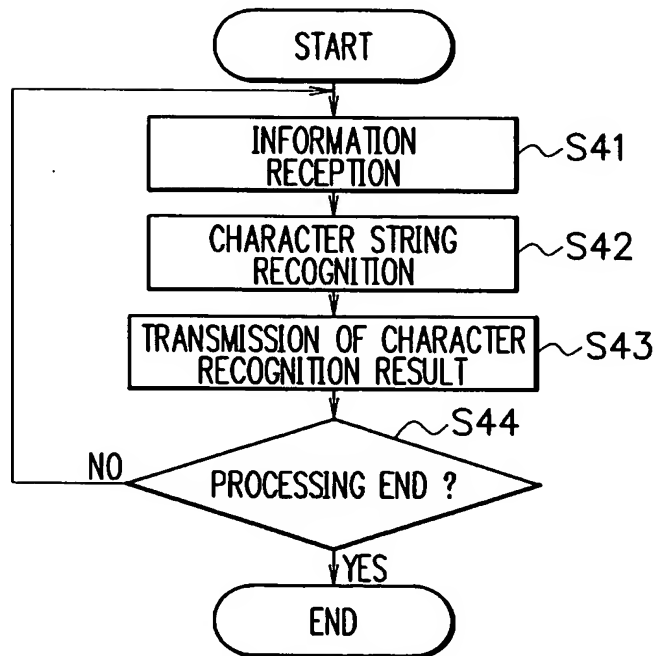 START
INFORMATION
RECEPTION
S41
CHARACTER STRING
RECOGNITION
S42
TRANSMISSION OF CHARACTER
RECOGNITION RESULT
S43
S44
NO
PROCESSING END ?
YES
END